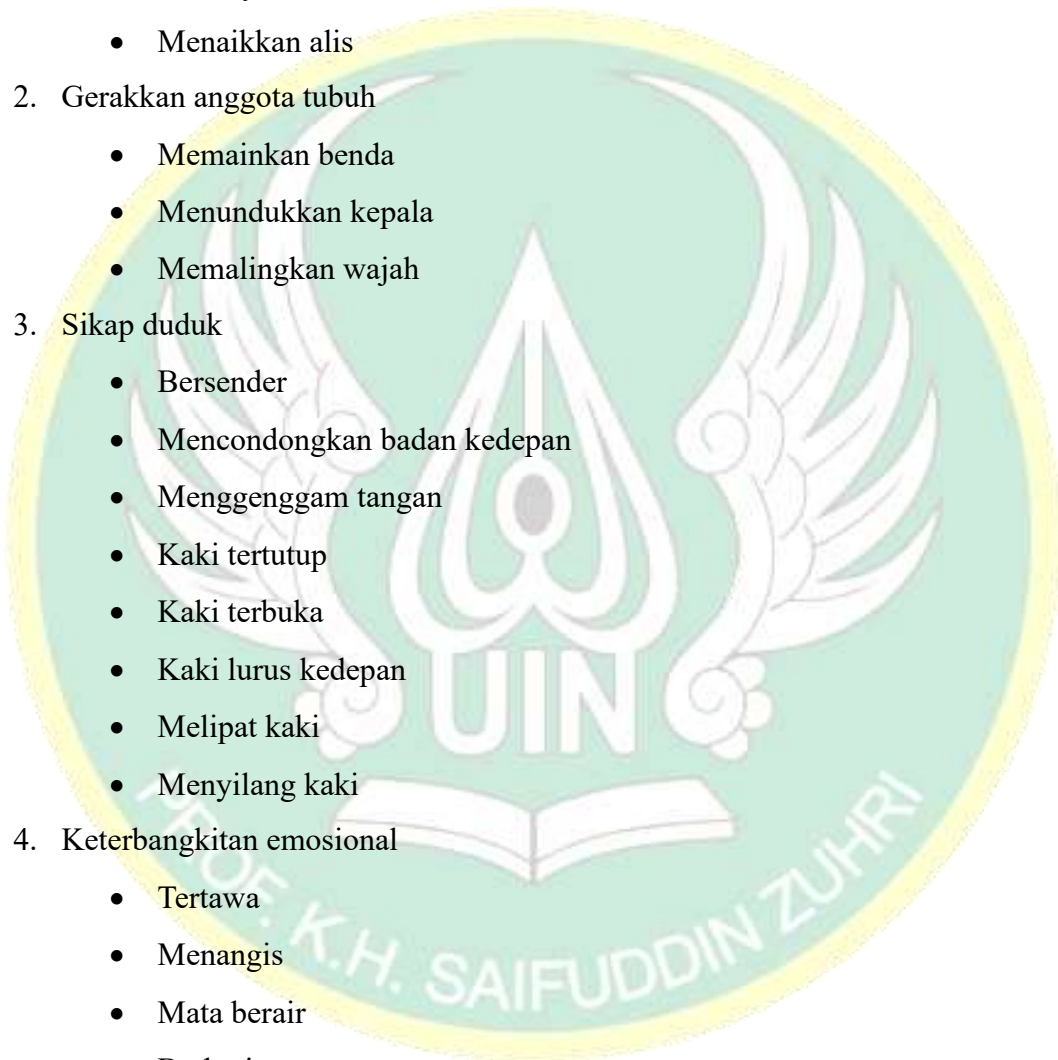 • Menaikkan alis
2. Gerakkan anggota tubuh
• Memainkan benda
• Menundukkan kepala
• Memalingkan wajah
3. Sikap duduk
• Bersender
• Mencondongkan badan kedepan
• Menggenggam tangan
• Kaki tertutup
• Kaki terbuka
• Kaki lurus kedepan
• Melipat kaki
• Menyilang kaki
4. Keterbangkitan emosional
• Tertawa
• Menangis
• Mata berair
UIN
PROF. K.H. SAIFUDDIN ZUHRI